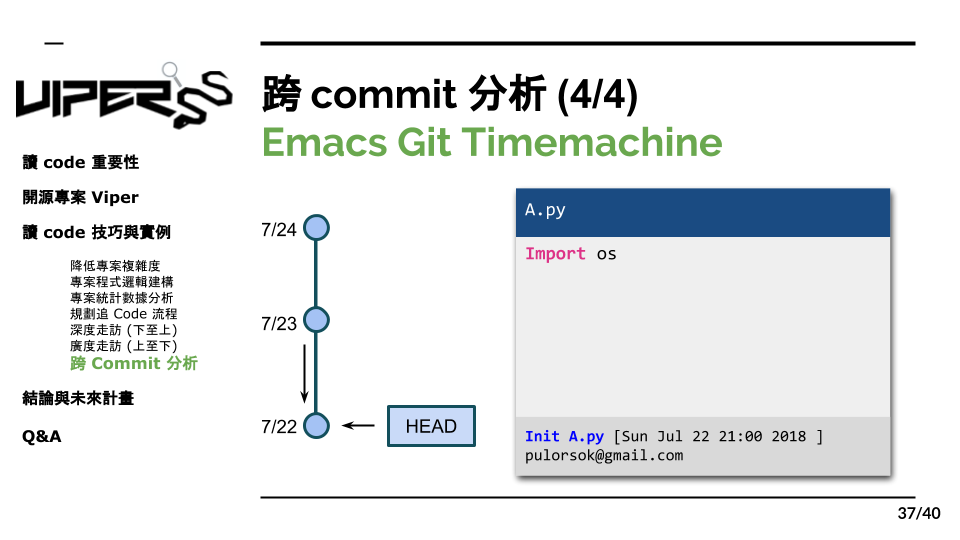 VIPER
讀 code 重要性
開源專案 Viper
讀 code 技巧與實例
降低專案複雜度
專案程式邏輯建構
專案統計數據分析
規劃追 Code 流程
深度走訪 (下至上)
廣度走訪 (上至下)
跨 Commit 分析
結論與未來計畫
Q&A
跨 commit 分析 (4/4)
Emacs Git Timemachine
7/24
7/23
7/22
HEAD
A.py
Import os
Init A.py [Sun Jul 22 21:00 2018 ]
pulorsok@gmail.com
37/40